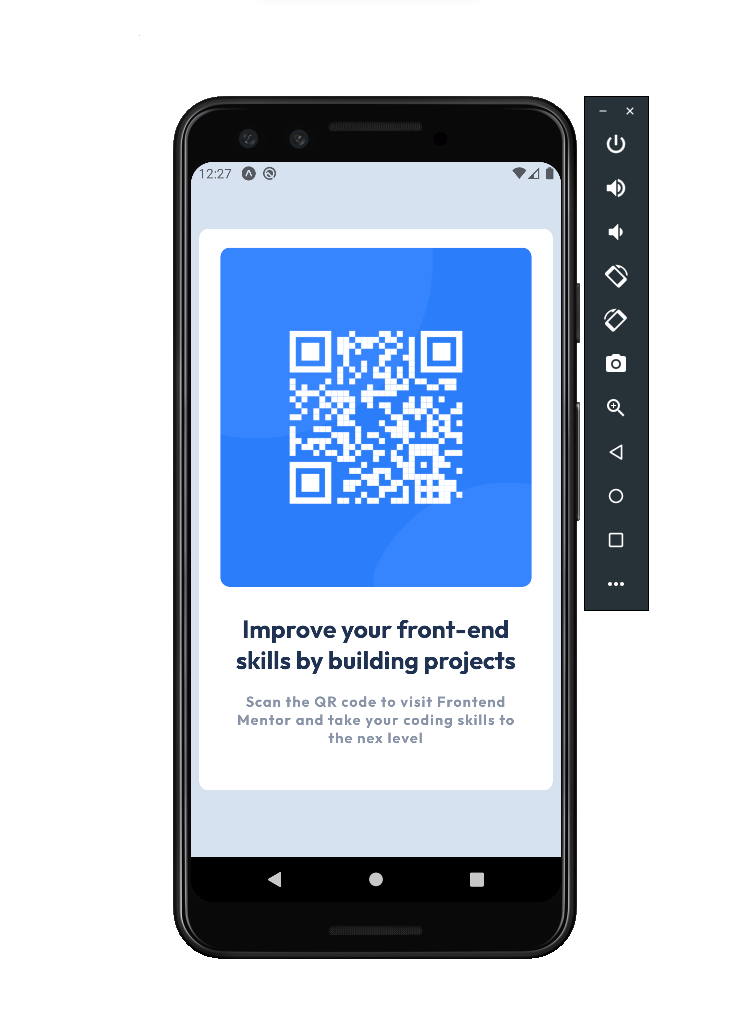 12:27
Improve your front-end
skills by building projects
Scan the QR code to visit Frontend
Mentor and take your coding skills to
the nex level